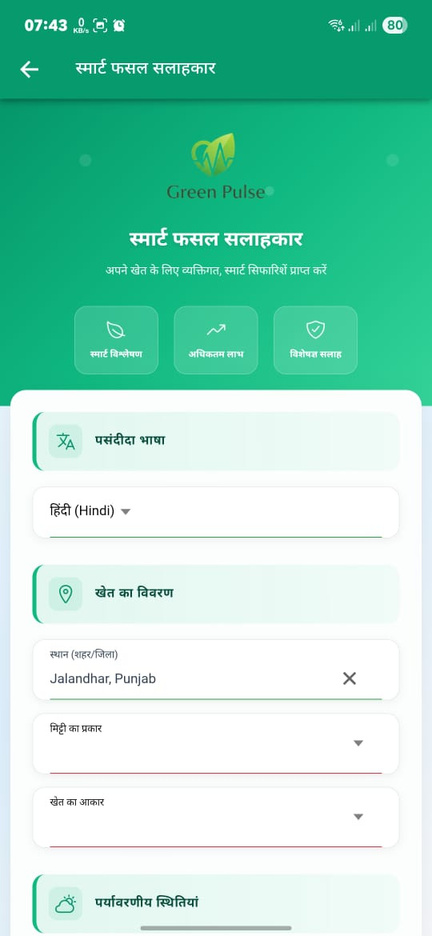 07:43 0 KB/s 80
स्मार्ट फसल सलाहकार
Green Pulse
स्मार्ट फसल सलाहकार
अपने खेत के लिए व्यक्तिगत, स्मार्ट सिफारिशें प्राप्त करें
स्मार्ट विश्लेषण अधिकतम लाभ विशेषज्ञ सलाह
पसंदीदा भाषा
हिंदी (Hindi)
खेत का विवरण
स्थान (शहर/जिला)
Jalandhar, Punjab
मिट्टी का प्रकार
खेत का आकार
पर्यावरणीय स्थितियां